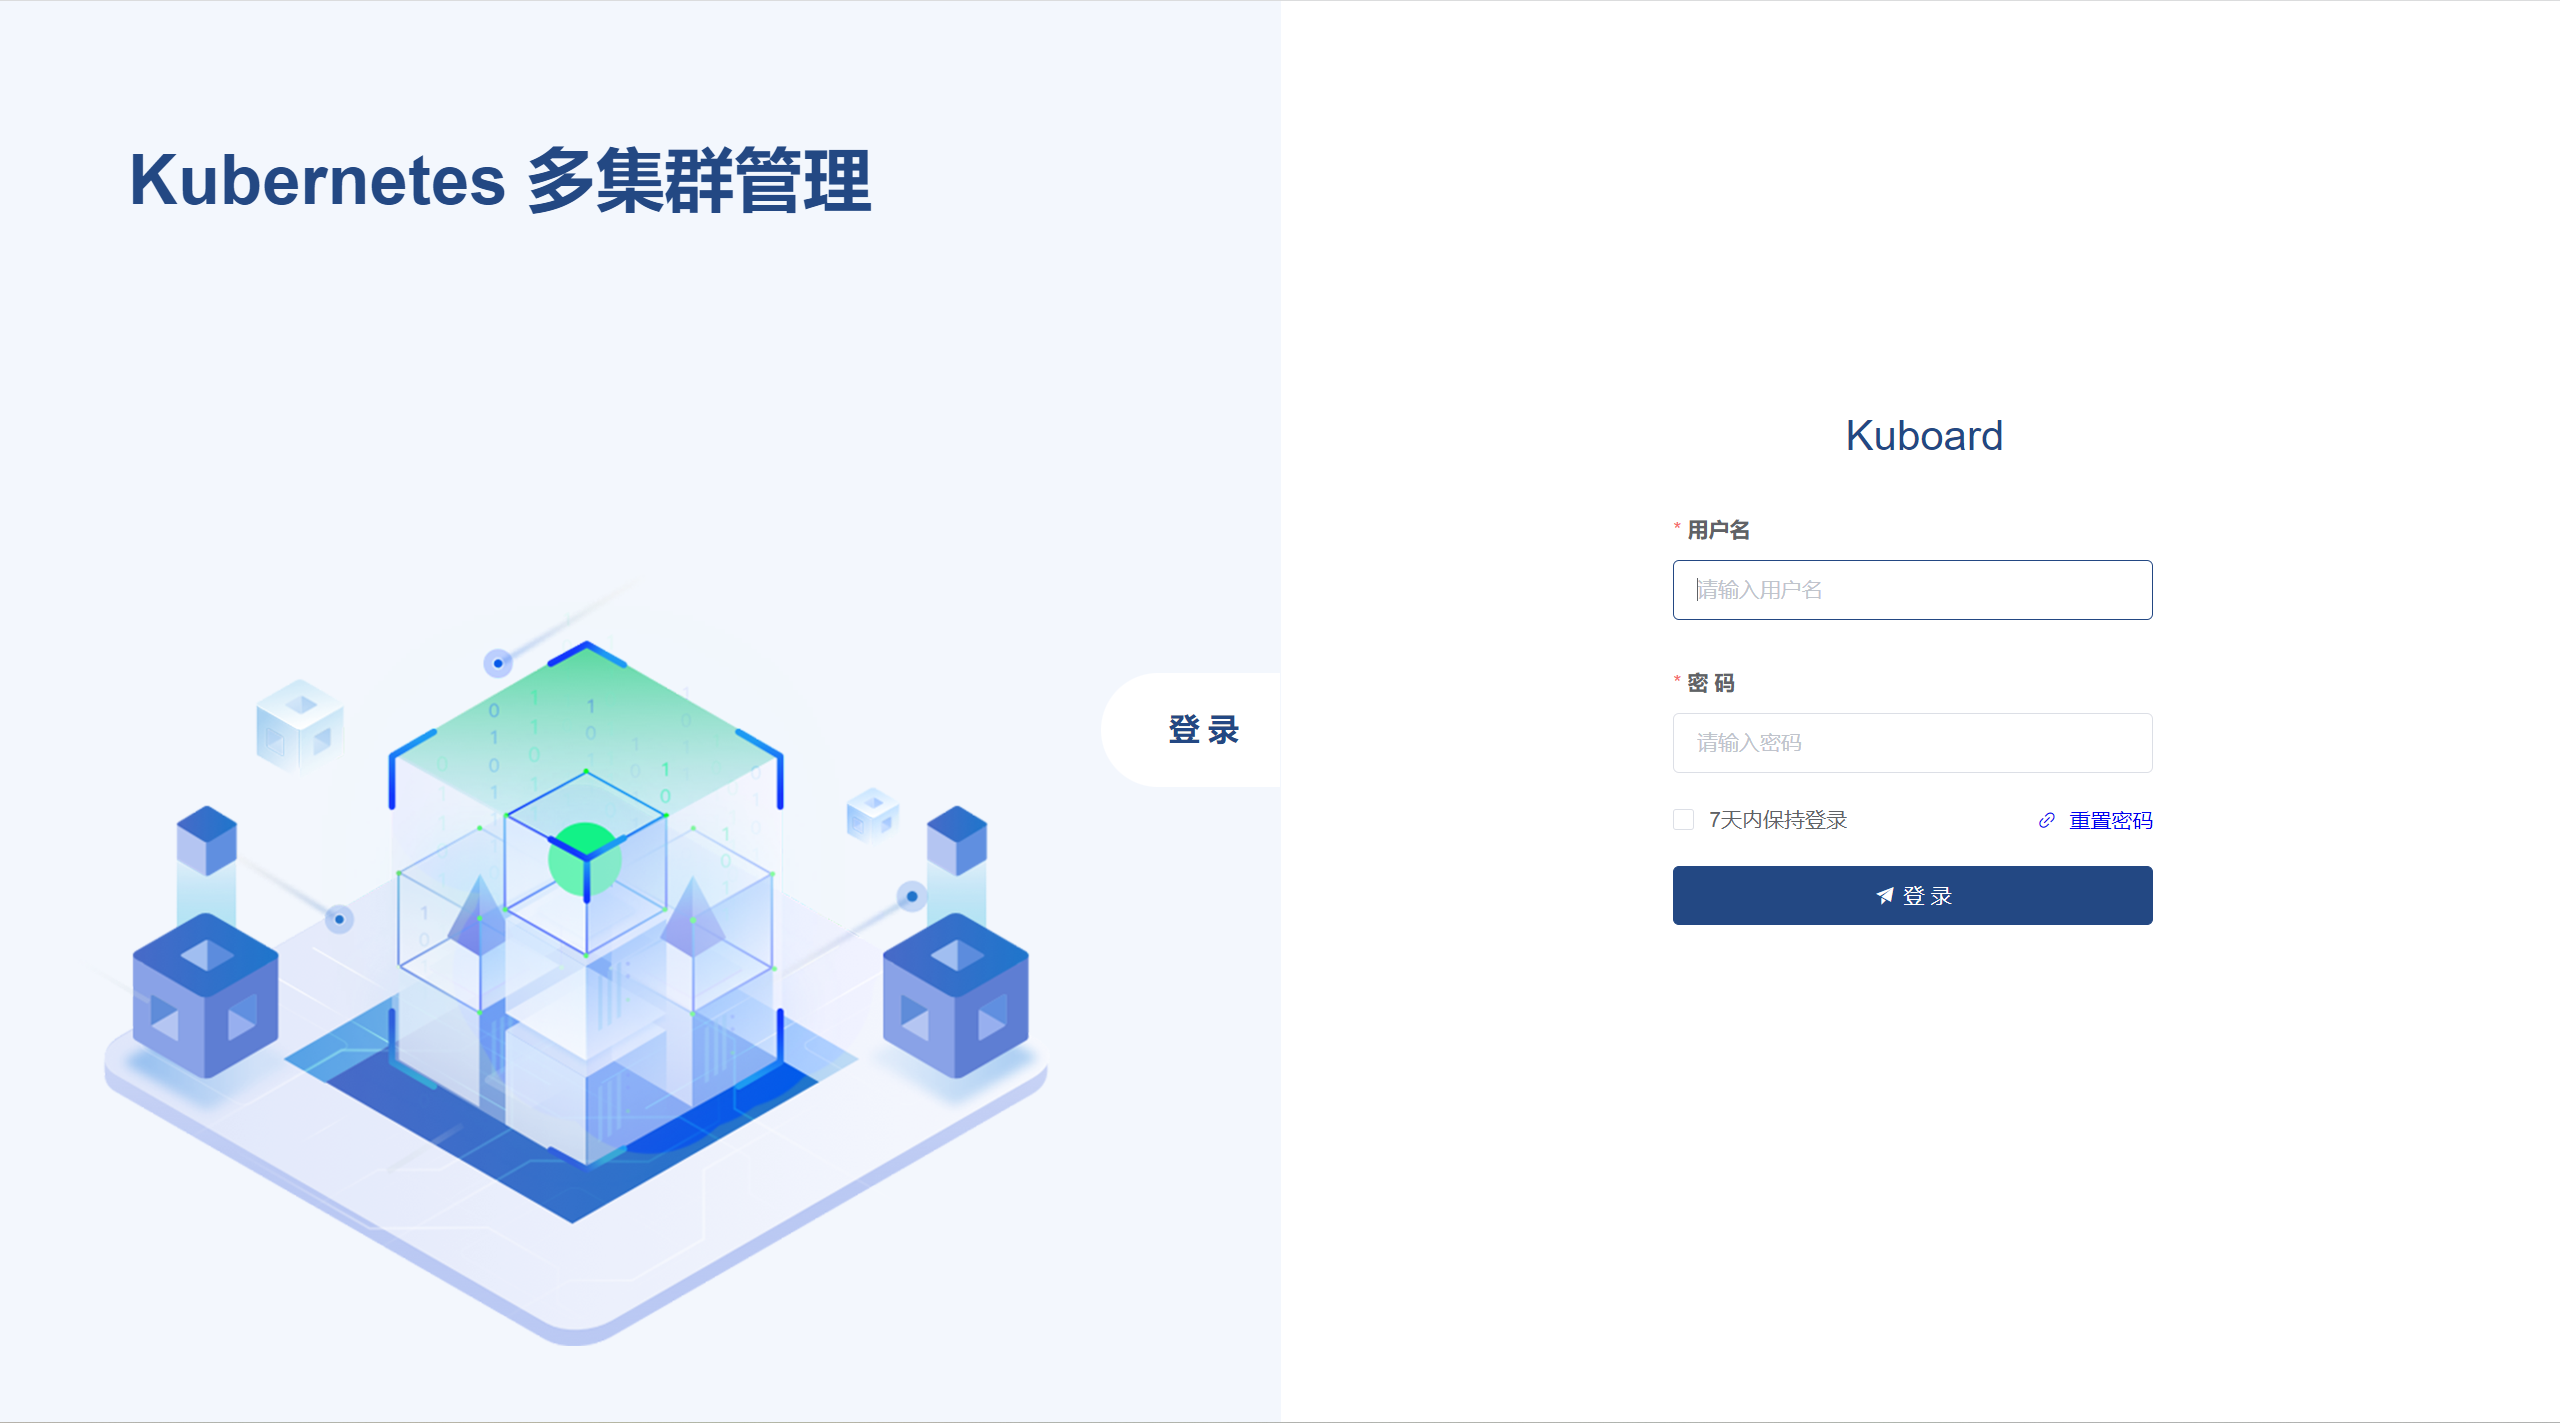 Kubernetes 多集群管理
登 录
Kuboard
* 用户名
请输入用户名
* 密 码
请输入密码
7天内保持登录
重置密码
登 录